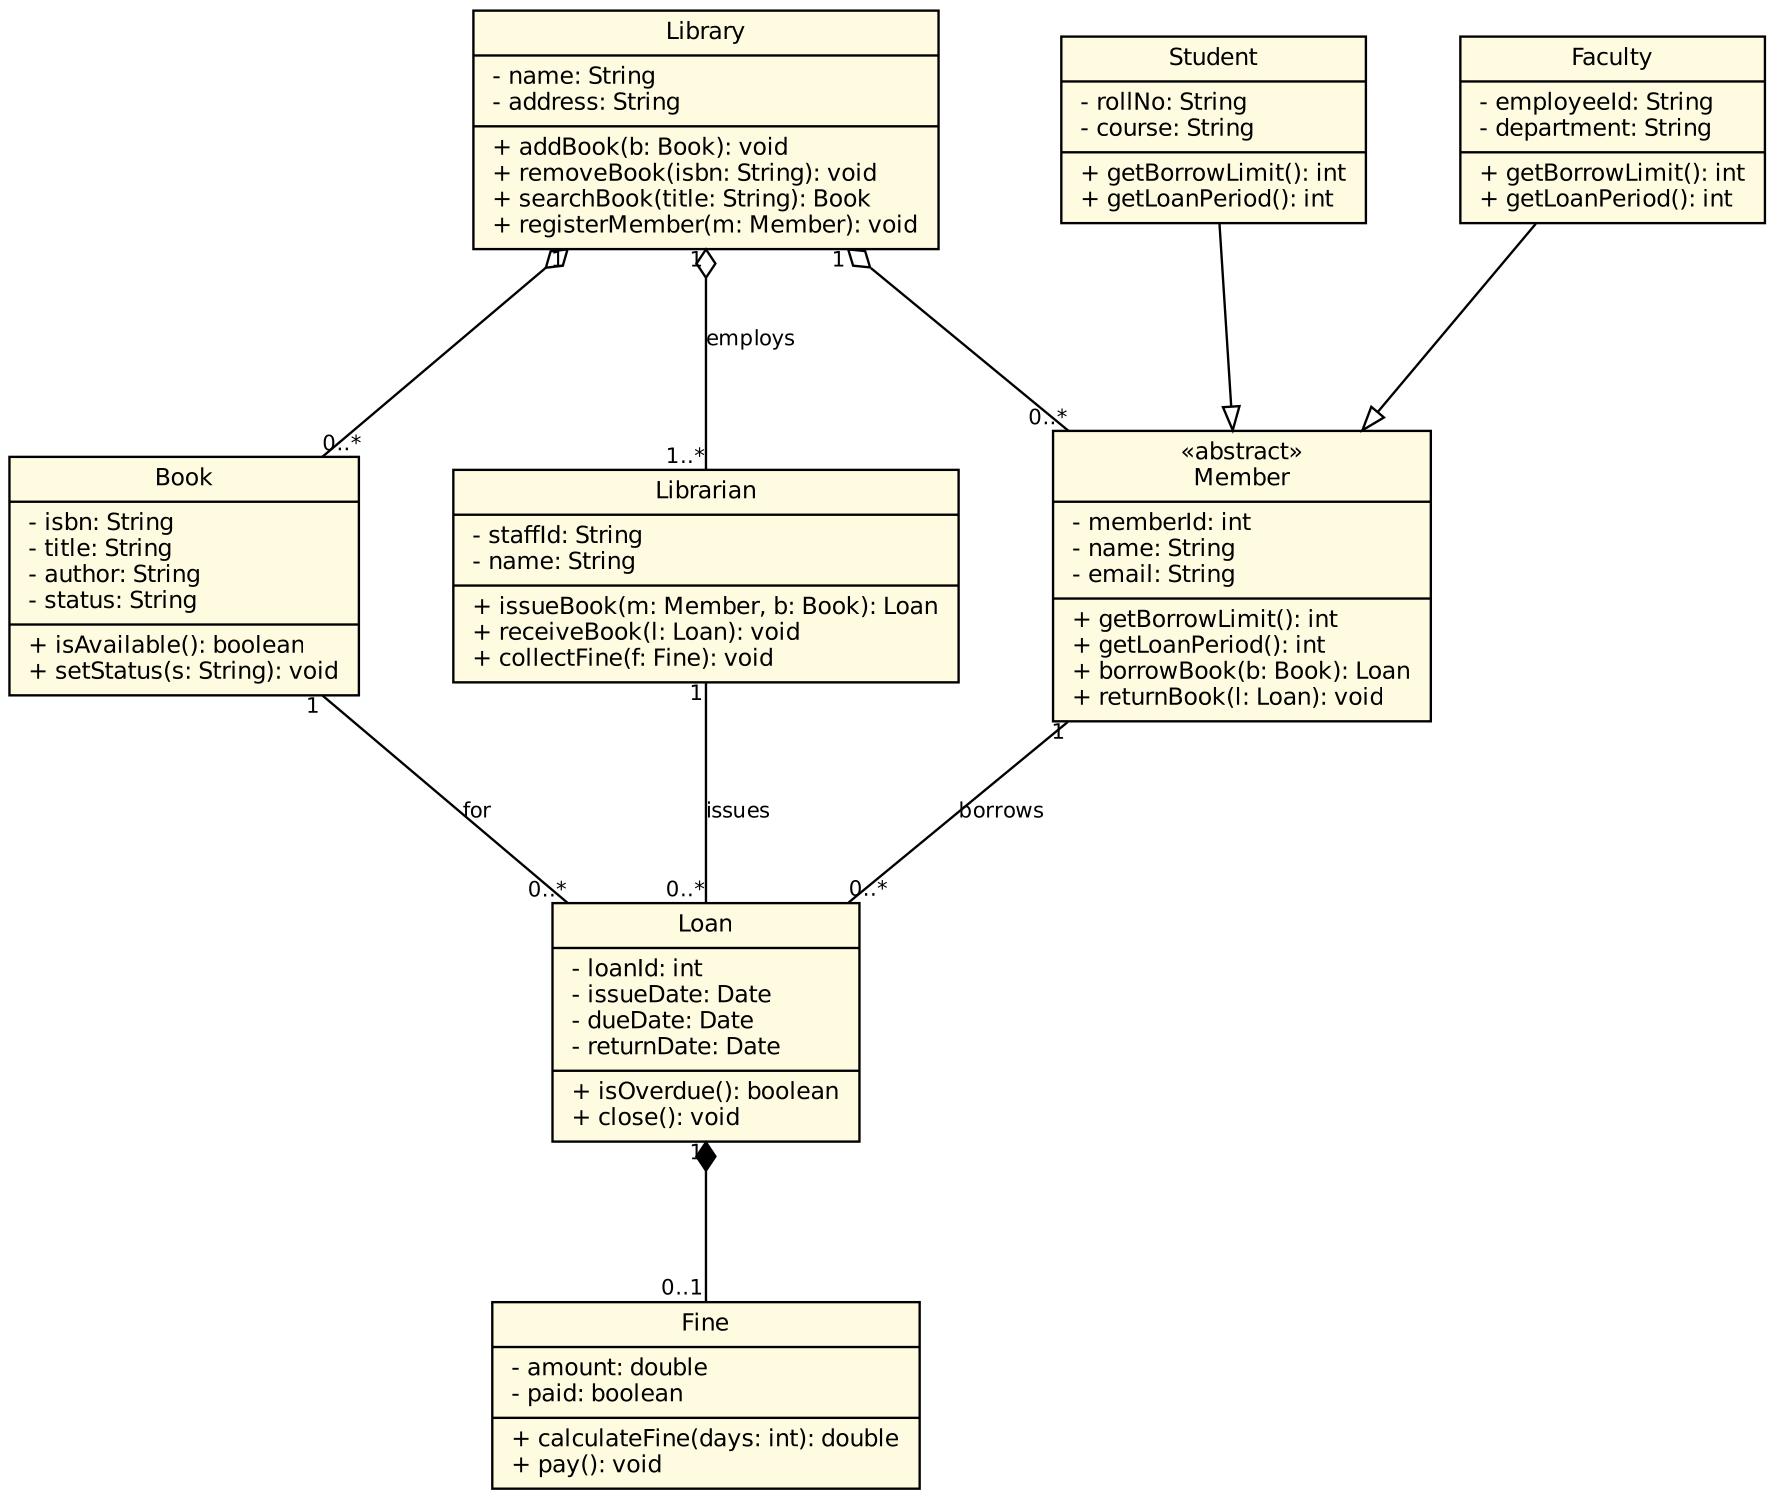 Library
- name: String
- address: String
+ addBook(b: Book): void
+ removeBook(isbn: String): void
+ searchBook(title: String): Book
+ registerMember(m: Member): void
Student
- rollNo: String
- course: String
+ getBorrowLimit(): int
+ getLoanPeriod(): int
Faculty
- employeeId: String
- department: String
+ getBorrowLimit(): int
+ getLoanPeriod(): int
1
1
1
employs
0..*
1..*
0..*
Book
- isbn: String
- title: String
- author: String
- status: String
+ isAvailable(): boolean
+ setStatus(s: String): void
Librarian
- staffId: String
- name: String
+ issueBook(m: Member, b: Book): Loan
+ receiveBook(l: Loan): void
+ collectFine(f: Fine): void
«abstract»
Member
- memberId: int
- name: String
- email: String
+ getBorrowLimit(): int
+ getLoanPeriod(): int
+ borrowBook(b: Book): Loan
+ returnBook(l: Loan): void
1
1
1
for
issues
borrows
0..*
0..*
0..*
Loan
- loanId: int
- issueDate: Date
- dueDate: Date
- returnDate: Date
+ isOverdue(): boolean
+ close(): void
1
0..1
Fine
- amount: double
- paid: boolean
+ calculateFine(days: int): double
+ pay(): void